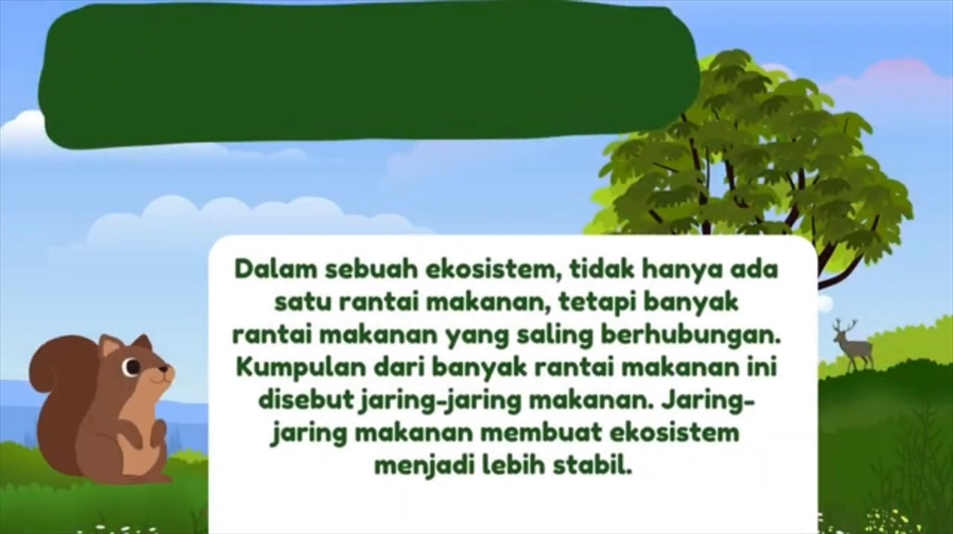 Dalam sebuah ekosistem, tidak hanya ada
satu rantai makanan, tetapi banyak
rantai makanan yang saling berhubungan.
Kumpulan dari banyak rantai makanan ini
disebut jaring-jaring makanan. Jaring-
jaring makanan membuat ekosistem
menjadi lebih stabil.